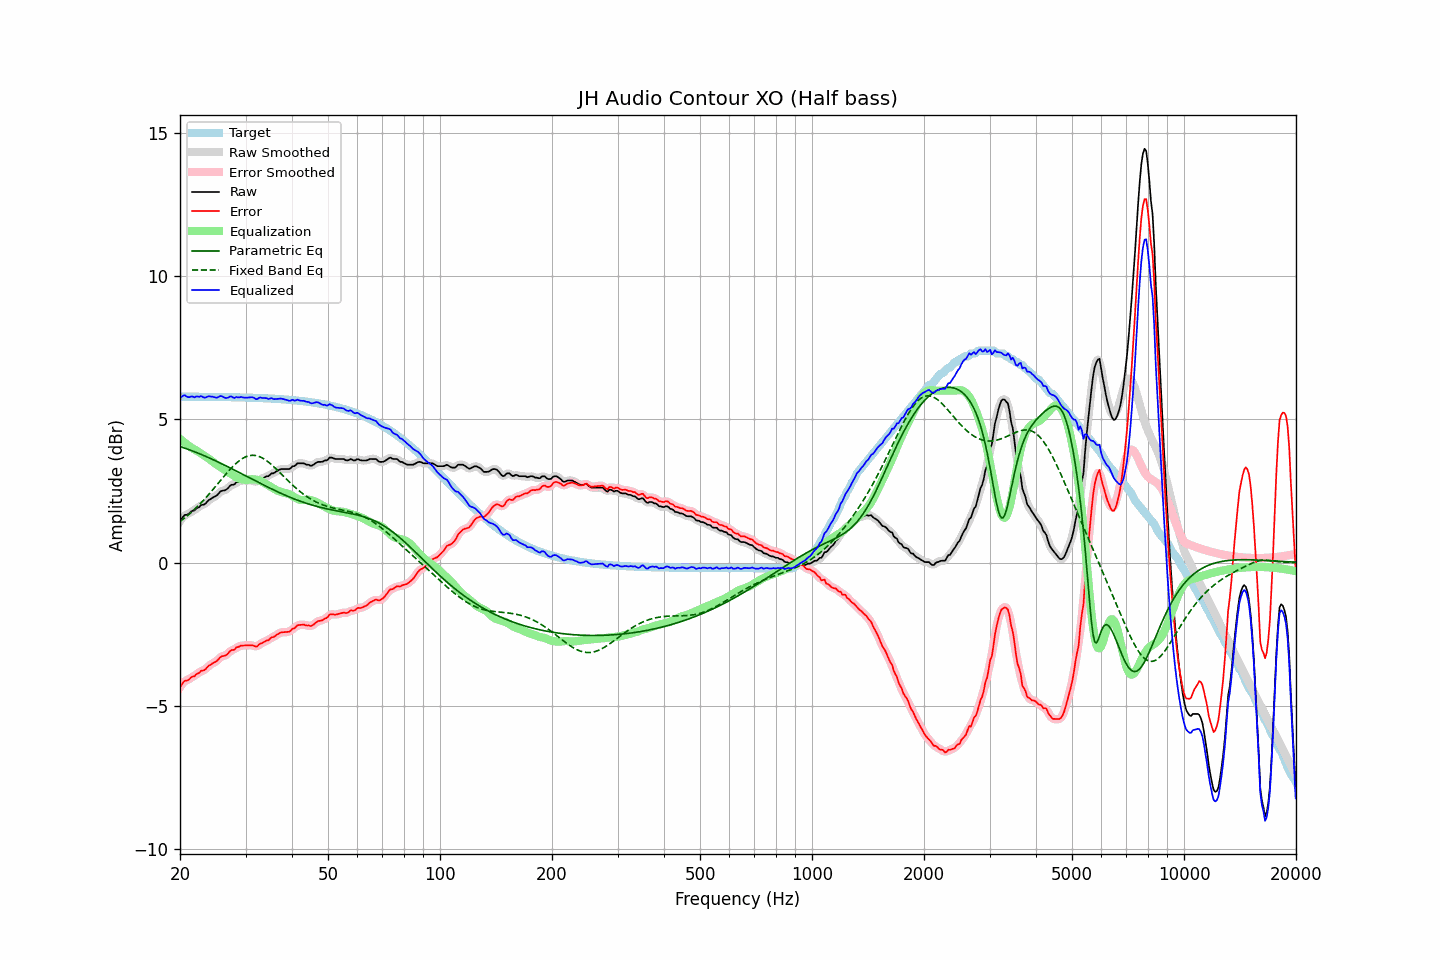 JH Audio Contour XO (Half bass)
Target
Raw Smoothed
Error Smoothed
Raw
Error
Equalization
Parametric Eq
Fixed Band Eq
Equalized
Amplitude (dBr)
15
10
5
0
−5
−10
20 50 100 200 500 1000 2000 5000 10000 20000
Frequency (Hz)